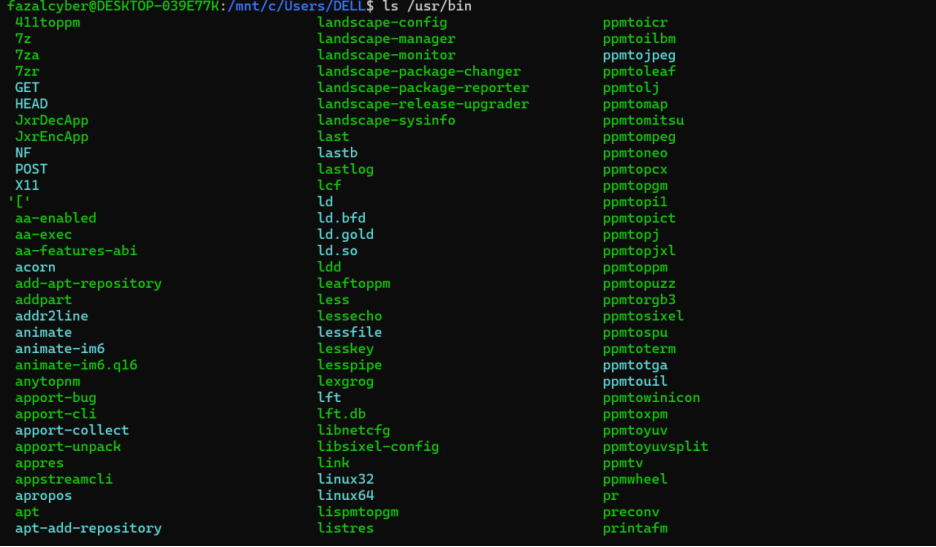 fazalcyber@DESKTOP-039E77K:/mnt/c/Users/DELL$ ls /usr/bin
411toppm landscape-config ppmtoicr
7z landscape-manager ppmtoilbm
7za landscape-monitor ppmtojpeg
7zr landscape-package-changer ppmtoleaf
GET landscape-package-reporter ppmtolj
HEAD landscape-release-upgrader ppmtomap
JxrDecApp landscape-sysinfo ppmtomitsu
JxrEncApp last ppmtompeg
NF lastb ppmtoneo
POST lastlog ppmtopcx
X11 lcf ppmtopgm
'[' ld ppmtopi1
aa-enabled ld.bfd ppmtopict
aa-exec ld.gold ppmtopj
aa-features-abi ld.so ppmtopjxl
acorn ldd ppmtoppm
add-apt-repository leaftoppm ppmtopuzz
addpart less ppmtorgb3
addr2line lessecho ppmtosixel
animate lessfile ppmtospu
animate-im6 lesskey ppmtoterm
animate-im6.q16 lesspipe ppmtotga
anytopnm lexgrog ppmtouil
apport-bug lft ppmtowinicon
apport-cli lft.db ppmtoxpm
apport-collect libnetcfg ppmtoyuv
apport-unpack libsixel-config ppmtoyuvsplit
appres link ppmtv
appstreamcli linux32 ppmwheel
apropos linux64 pr
apt lispmtopgm preconv
apt-add-repository listres printafm